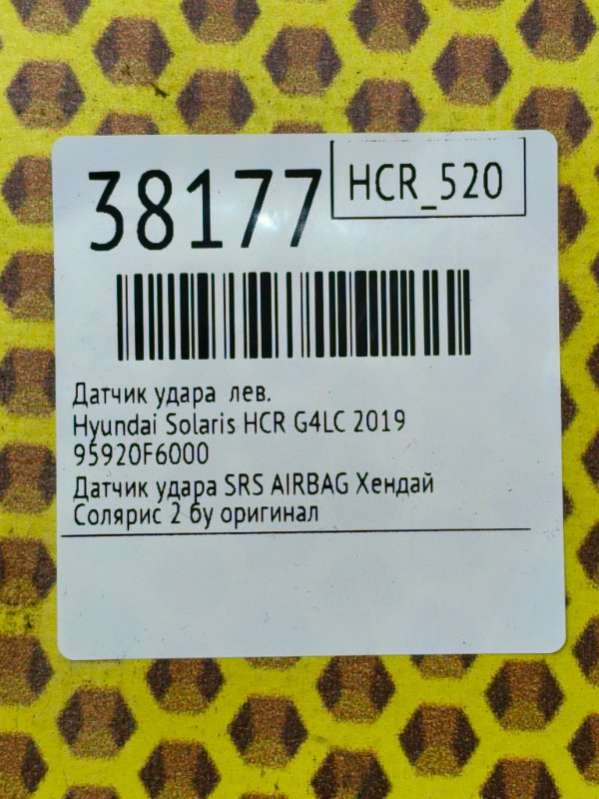 38177
HCR_520
Датчик удара лев.
Hyundai Solaris HCR G4LC 2019
95920F6000
Датчик удара SRS AIRBAG Хендай
Солярис 2 бу оригинал